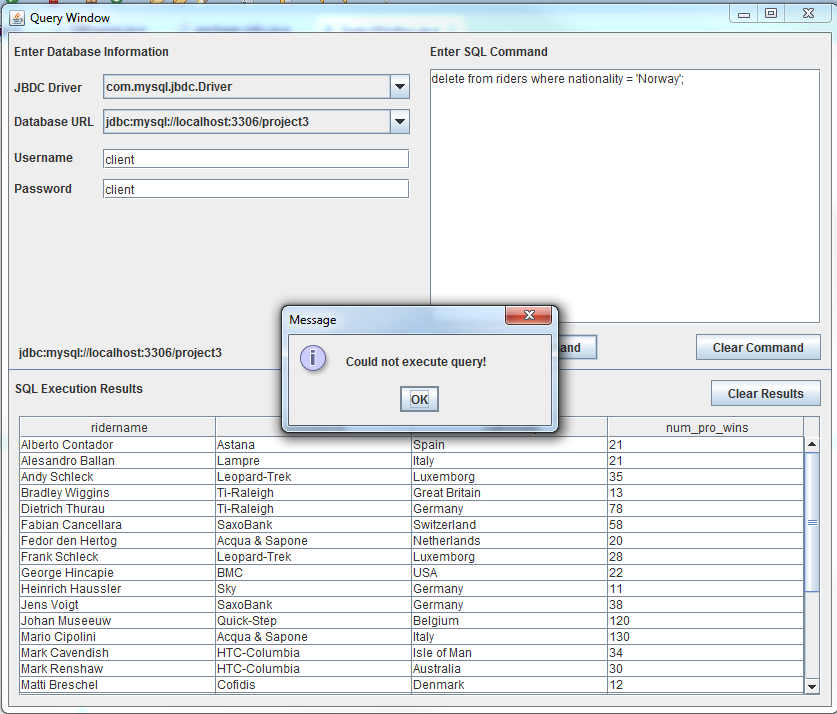 Query Window
Enter Database Information
Enter SQL Command
JBDC Driver
com.mysql.jbdc.Driver
delete from riders where nationality = 'Norway';
Database URL
jdbc:mysql://localhost:3306/project3
Username
client
Password
client
Message
Could not execute query!
OK
jdbc:mysql://localhost:3306/project3
Clear Command
SQL Execution Results
Clear Results
ridername num_pro_wins
Alberto Contador Astana Spain 21
Alesandro Ballan Lampre Italy 21
Andy Schleck Leopard-Trek Luxemborg 35
Bradley Wiggins Ti-Raleigh Great Britain 13
Dietrich Thurau Ti-Raleigh Germany 78
Fabian Cancellara SaxoBank Switzerland 58
Fedor den Hertog Acqua & Sapone Netherlands 20
Frank Schleck Leopard-Trek Luxemborg 28
George Hincapie BMC USA 22
Heinrich Haussler Sky Germany 11
Jens Voigt SaxoBank Germany 38
Johan Museeuw Quick-Step Belgium 120
Mario Cipolini Acqua & Sapone Italy 130
Mark Cavendish HTC-Columbia Isle of Man 34
Mark Renshaw HTC-Columbia Australia 30
Matti Breschel Cofidis Denmark 12